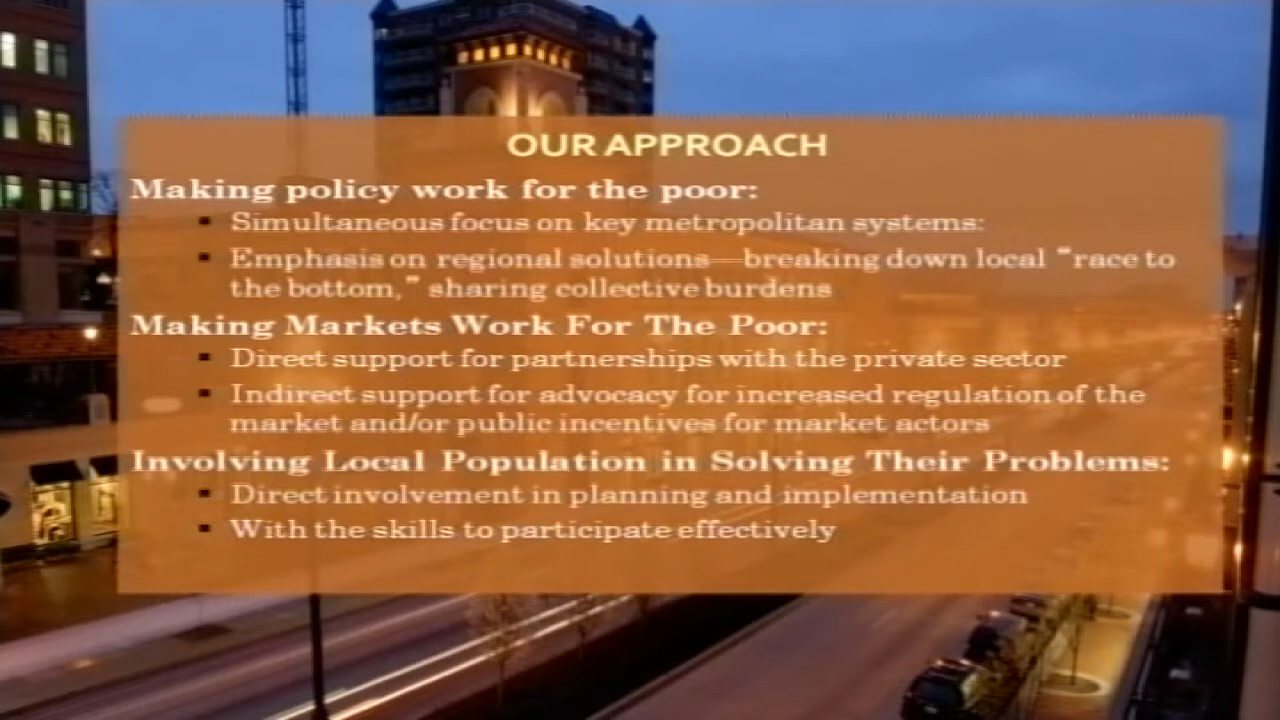 OUR APPROACH
Making policy work for the poor:
▪ Simultaneous focus on key metropolitan systems:
▪ Emphasis on regional solutions—breaking down local “race to
the bottom,” sharing collective burdens
Making Markets Work For The Poor:
▪ Direct support for partnerships with the private sector
▪ Indirect support for advocacy for increased regulation of the
market and/or public incentives for market actors
Involving Local Population in Solving Their Problems:
▪ Direct involvement in planning and implementation
▪ With the skills to participate effectively